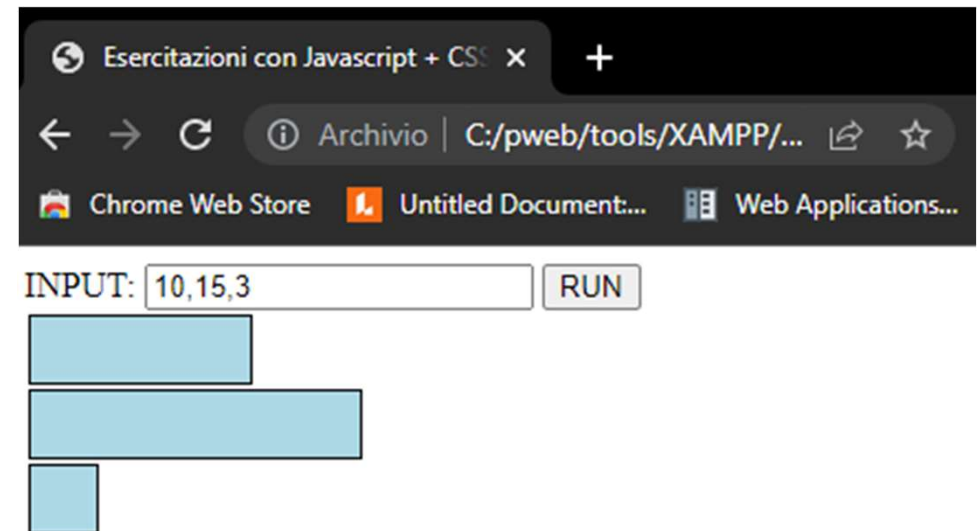 Esercitazioni con Javascript + CSS
Archivio C:/pweb/tools/XAMPP/...
Chrome Web Store Untitled Document:... Web Applications...
INPUT: 10,15,3 RUN